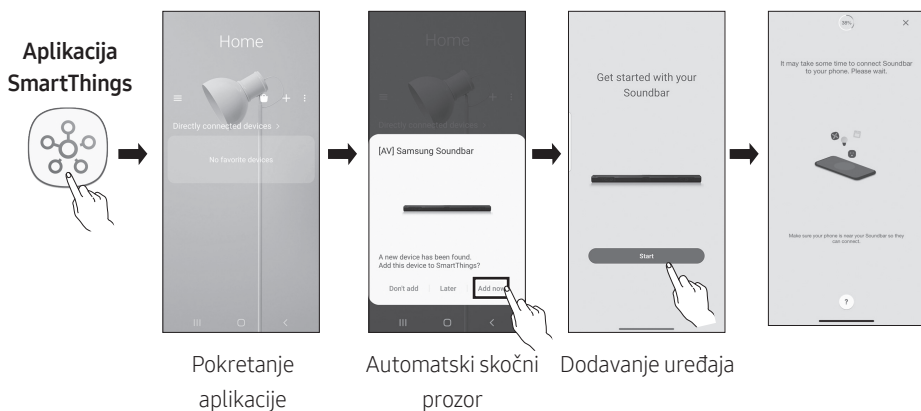 Aplikacija
SmartThings
Home
Directly connected devices >
No favorite devices
Pokretanje
aplikacije
Home
Directly connected devices >
[AV] Samsung Soundbar
A new device has been found.
Add this device to SmartThings?
Don't add | Later | Add now
Automatski skočni
prozor
Get started with your
Soundbar
Start
Dodavanje uređaja
It may take some time to connect Soundbar
to your phone. Please wait.
Make sure your phone is near your Soundbar so they
can connect.
?